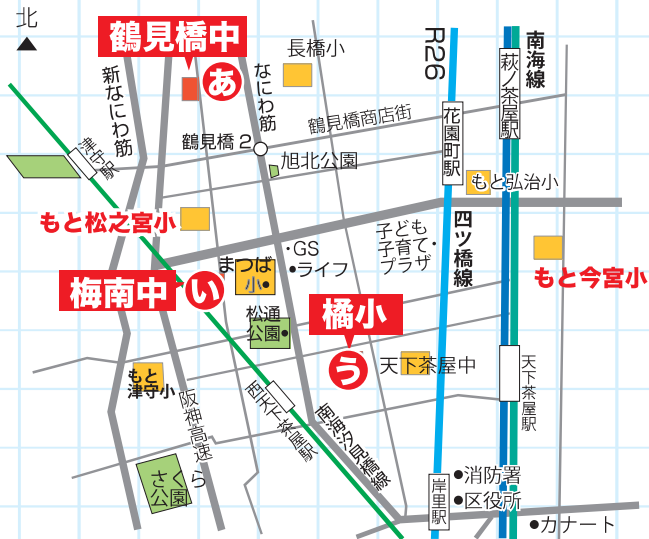 北
鶴見橋中
あ
新なにわ筋
なにわ筋
長橋小
R26
南海線
萩ノ茶屋駅
鶴見橋商店街
鶴見橋2
花園町駅
津守駅
旭北公園
もと弘治小
もと松之宮小
四ツ橋線
子ども
子育て・
プラザ
・GS
●ライフ
まつば
小●
もと今宮小
梅南中
い
松通
公園●
橘小
う
天下茶屋中
天下茶屋駅
もと
津守小
阪神高速
西天下茶屋駅
南海汐見橋線
さくら
公園
岸里駅
●消防署
●区役所
●カナート